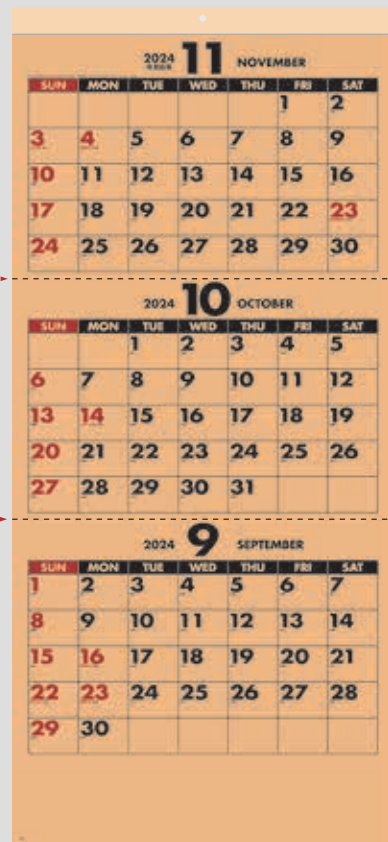 2024 11 NOVEMBER
SUN MON TUE WED THU FRI SAT
1 2
3 4 5 6 7 8 9
10 11 12 13 14 15 16
17 18 19 20 21 22 23
24 25 26 27 28 29 30
2024 10 OCTOBER
SUN MON TUE WED THU FRI SAT
1 2 3 4 5
6 7 8 9 10 11 12
13 14 15 16 17 18 19
20 21 22 23 24 25 26
27 28 29 30 31
2024 9 SEPTEMBER
SUN MON TUE WED THU FRI SAT
1 2 3 4 5 6 7
8 9 10 11 12 13 14
15 16 17 18 19 20 21
22 23 24 25 26 27 28
29 30